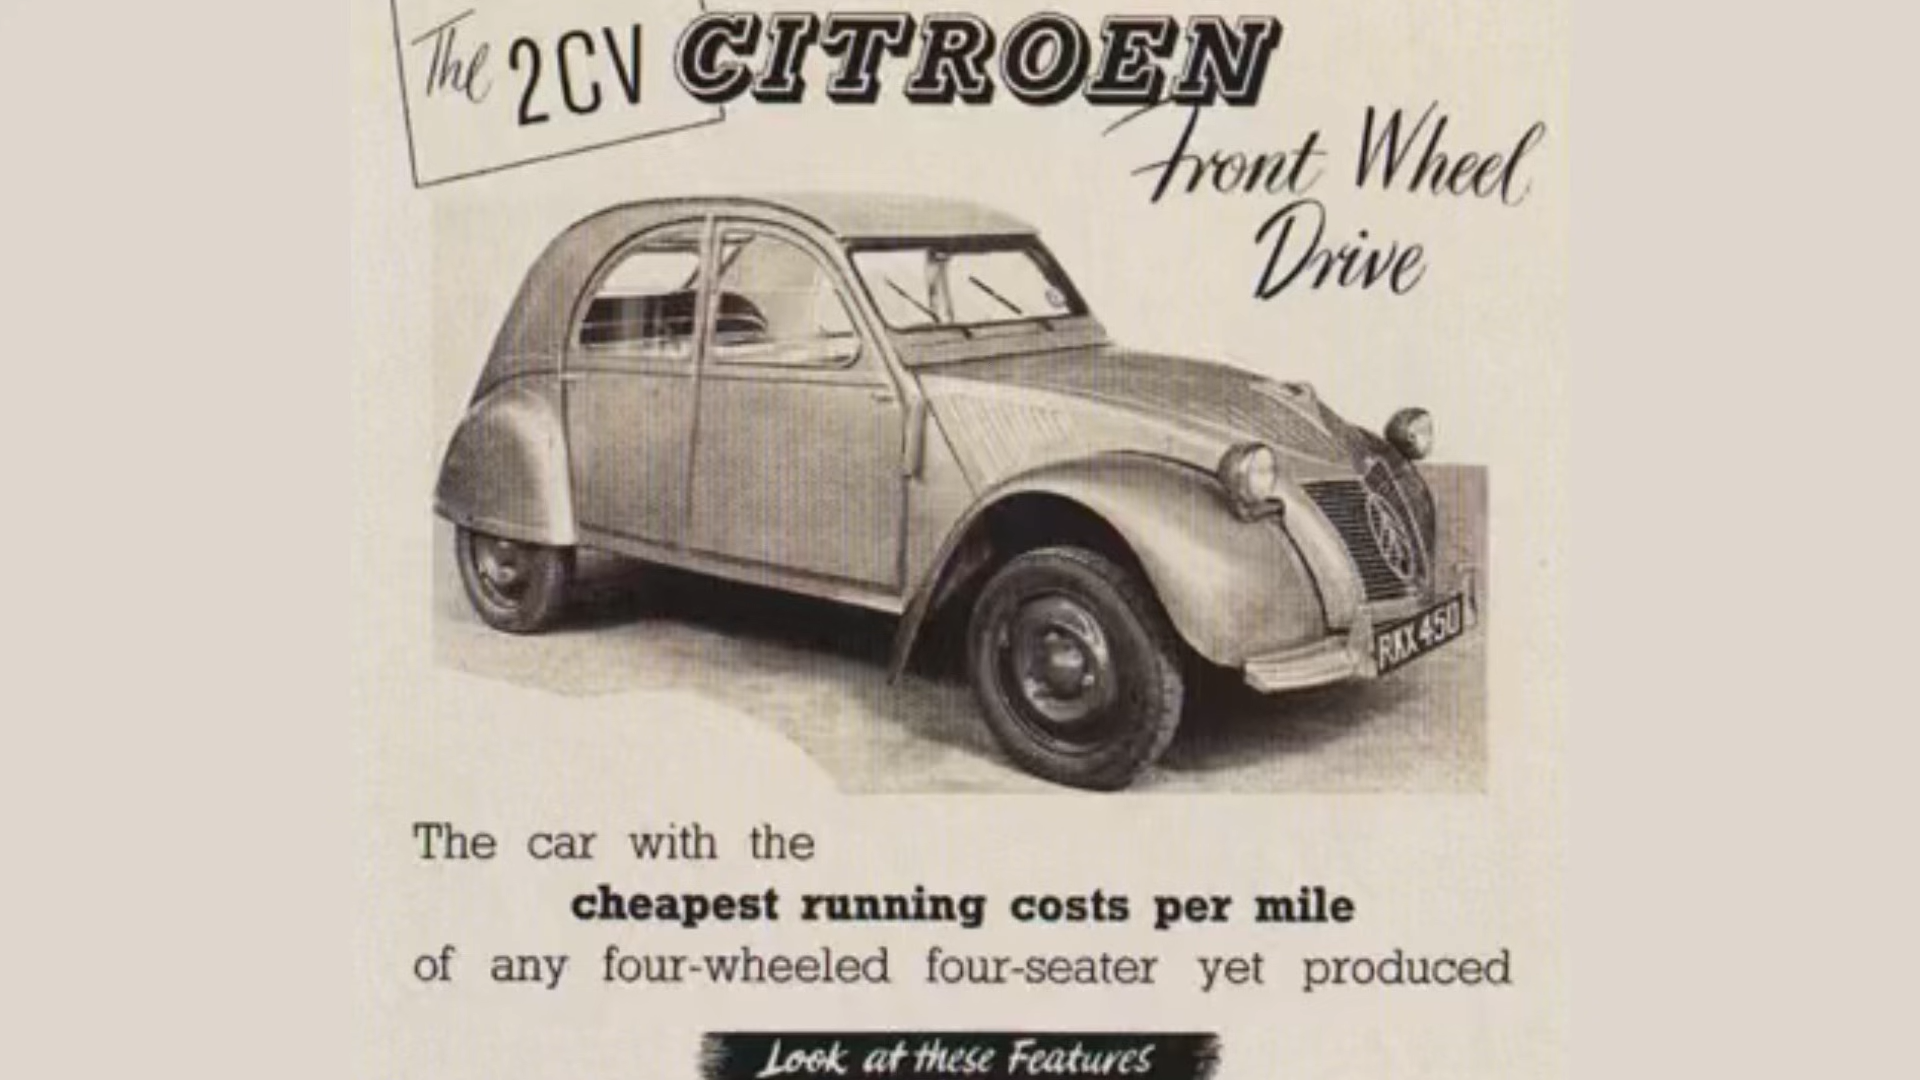 The 2CV CITROEN
Front Wheel
Drive
RKX 450
The car with the
cheapest running costs per mile
of any four-wheeled four-seater yet produced
Look at these Features